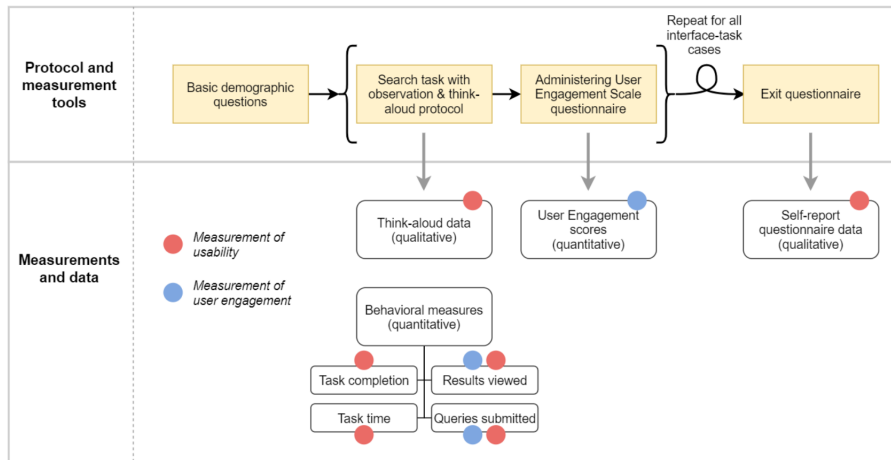 Protocol and
measurement
tools
Basic demographic
questions
Search task with
observation & think-
aloud protocol
Administering User
Engagement Scale
questionnaire
Repeat for all
interface-task
cases
Exit questionnaire
Measurements
and data
Measurement of
usability
Measurement of
user engagement
Think-aloud data
(qualitative)
User Engagement
scores
(quantitative)
Self-report
questionnaire data
(qualitative)
Behavioral measures
(quantitative)
Task completion
Results viewed
Task time
Queries submitted